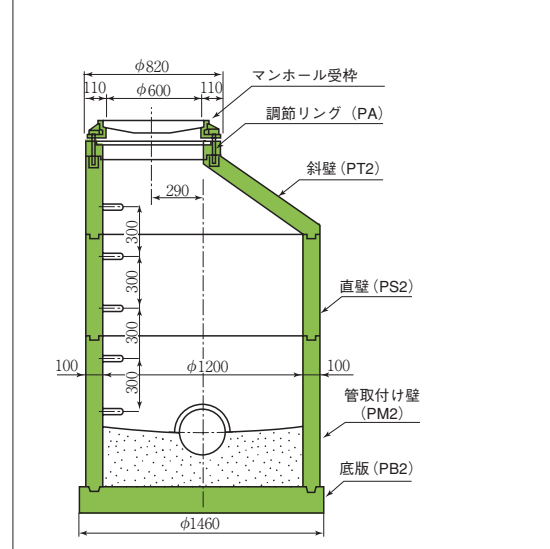 φ820
110 φ600 110
マンホール受枠
調節リング（PA）
斜壁（PT2）
290
300
300
直壁（PS2）
300
100 φ1200 100
300
管取付け壁
（PM2）
底版（PB2）
φ1460